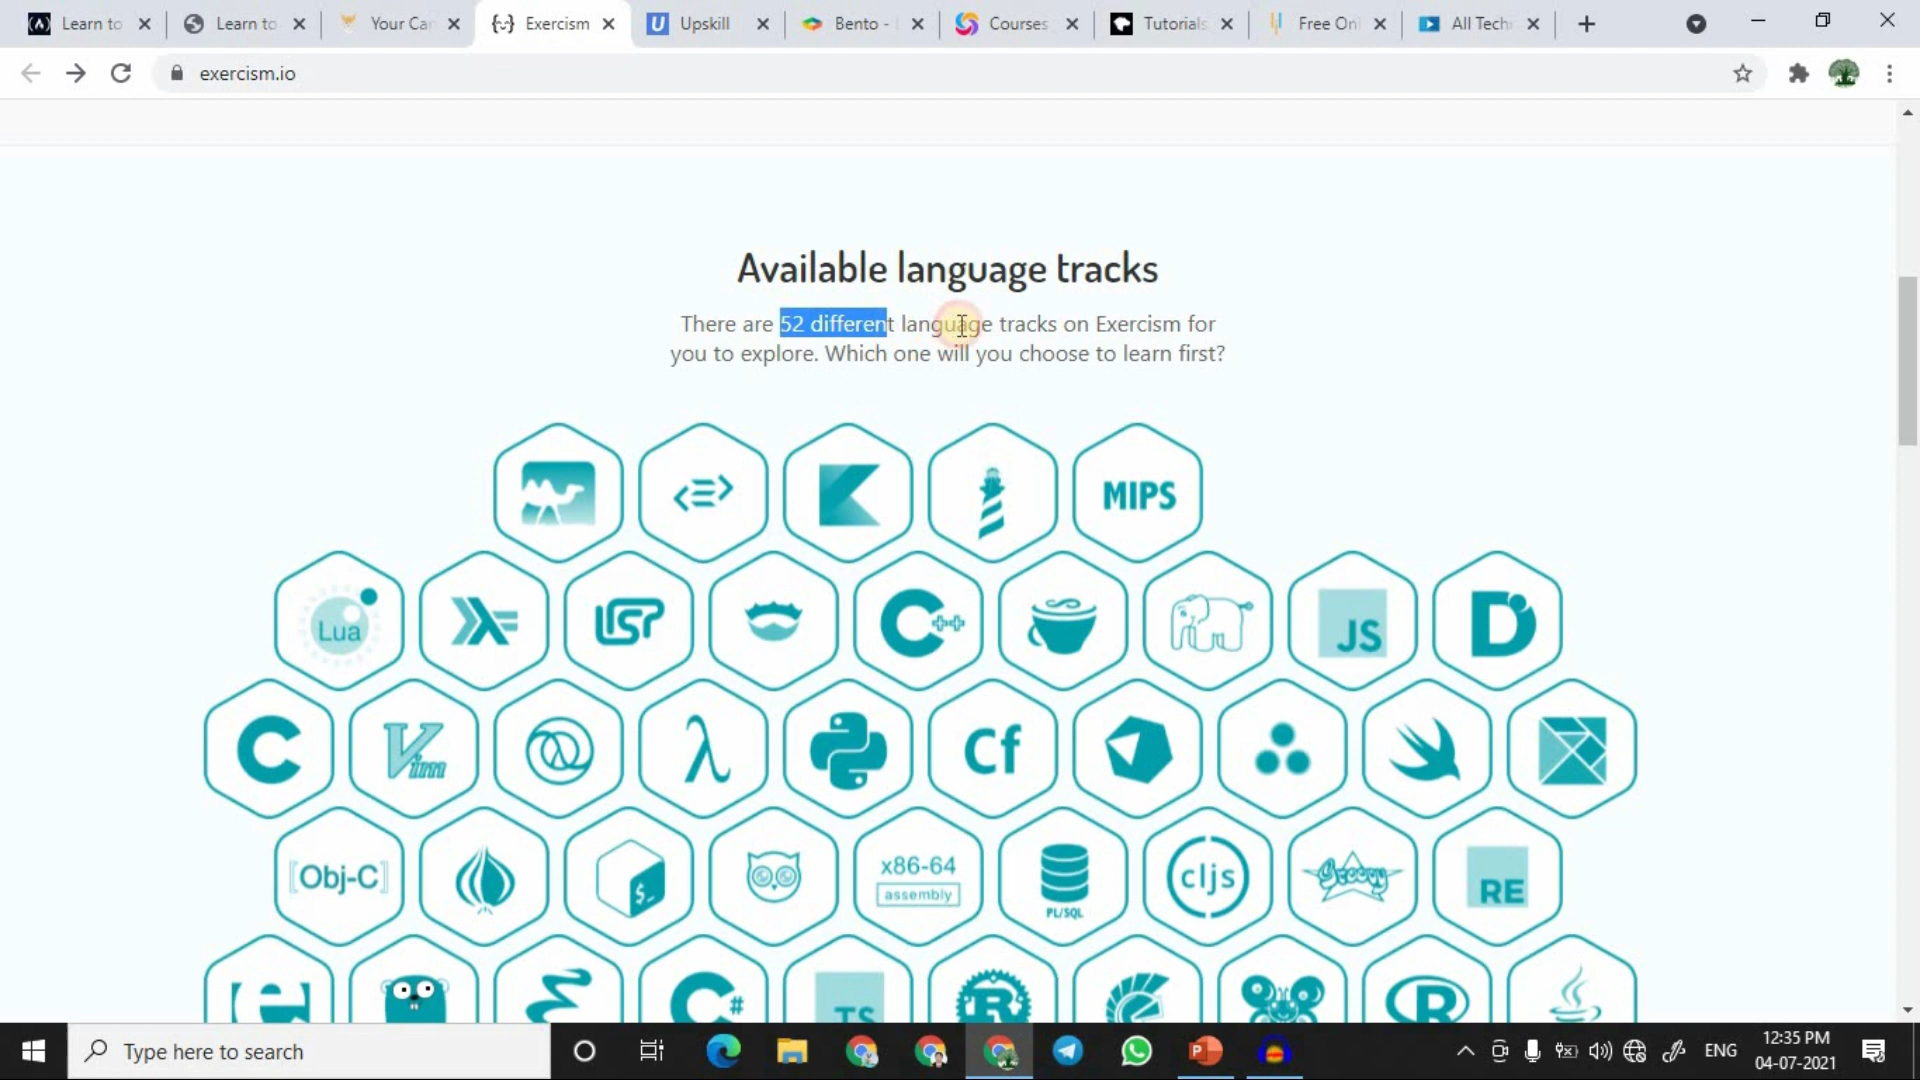 Learn to
Learn to
Your Car
Exercism
Upskill
Bento -
Courses
Tutorials
Free Onl
All Tech
exercism.io
Available language tracks
There are 52 different language tracks on Exercism for
you to explore. Which one will you choose to learn first?
MIPS
Lua
LISP
C++
JS
D
C
Vim
λ
Cf
[Obj-C]
$_
x86-64
assembly
PL/SQL
cljs
Groovy
RE
e
C#
TS
R
R
Type here to search
ENG
12:35 PM
04-07-2021